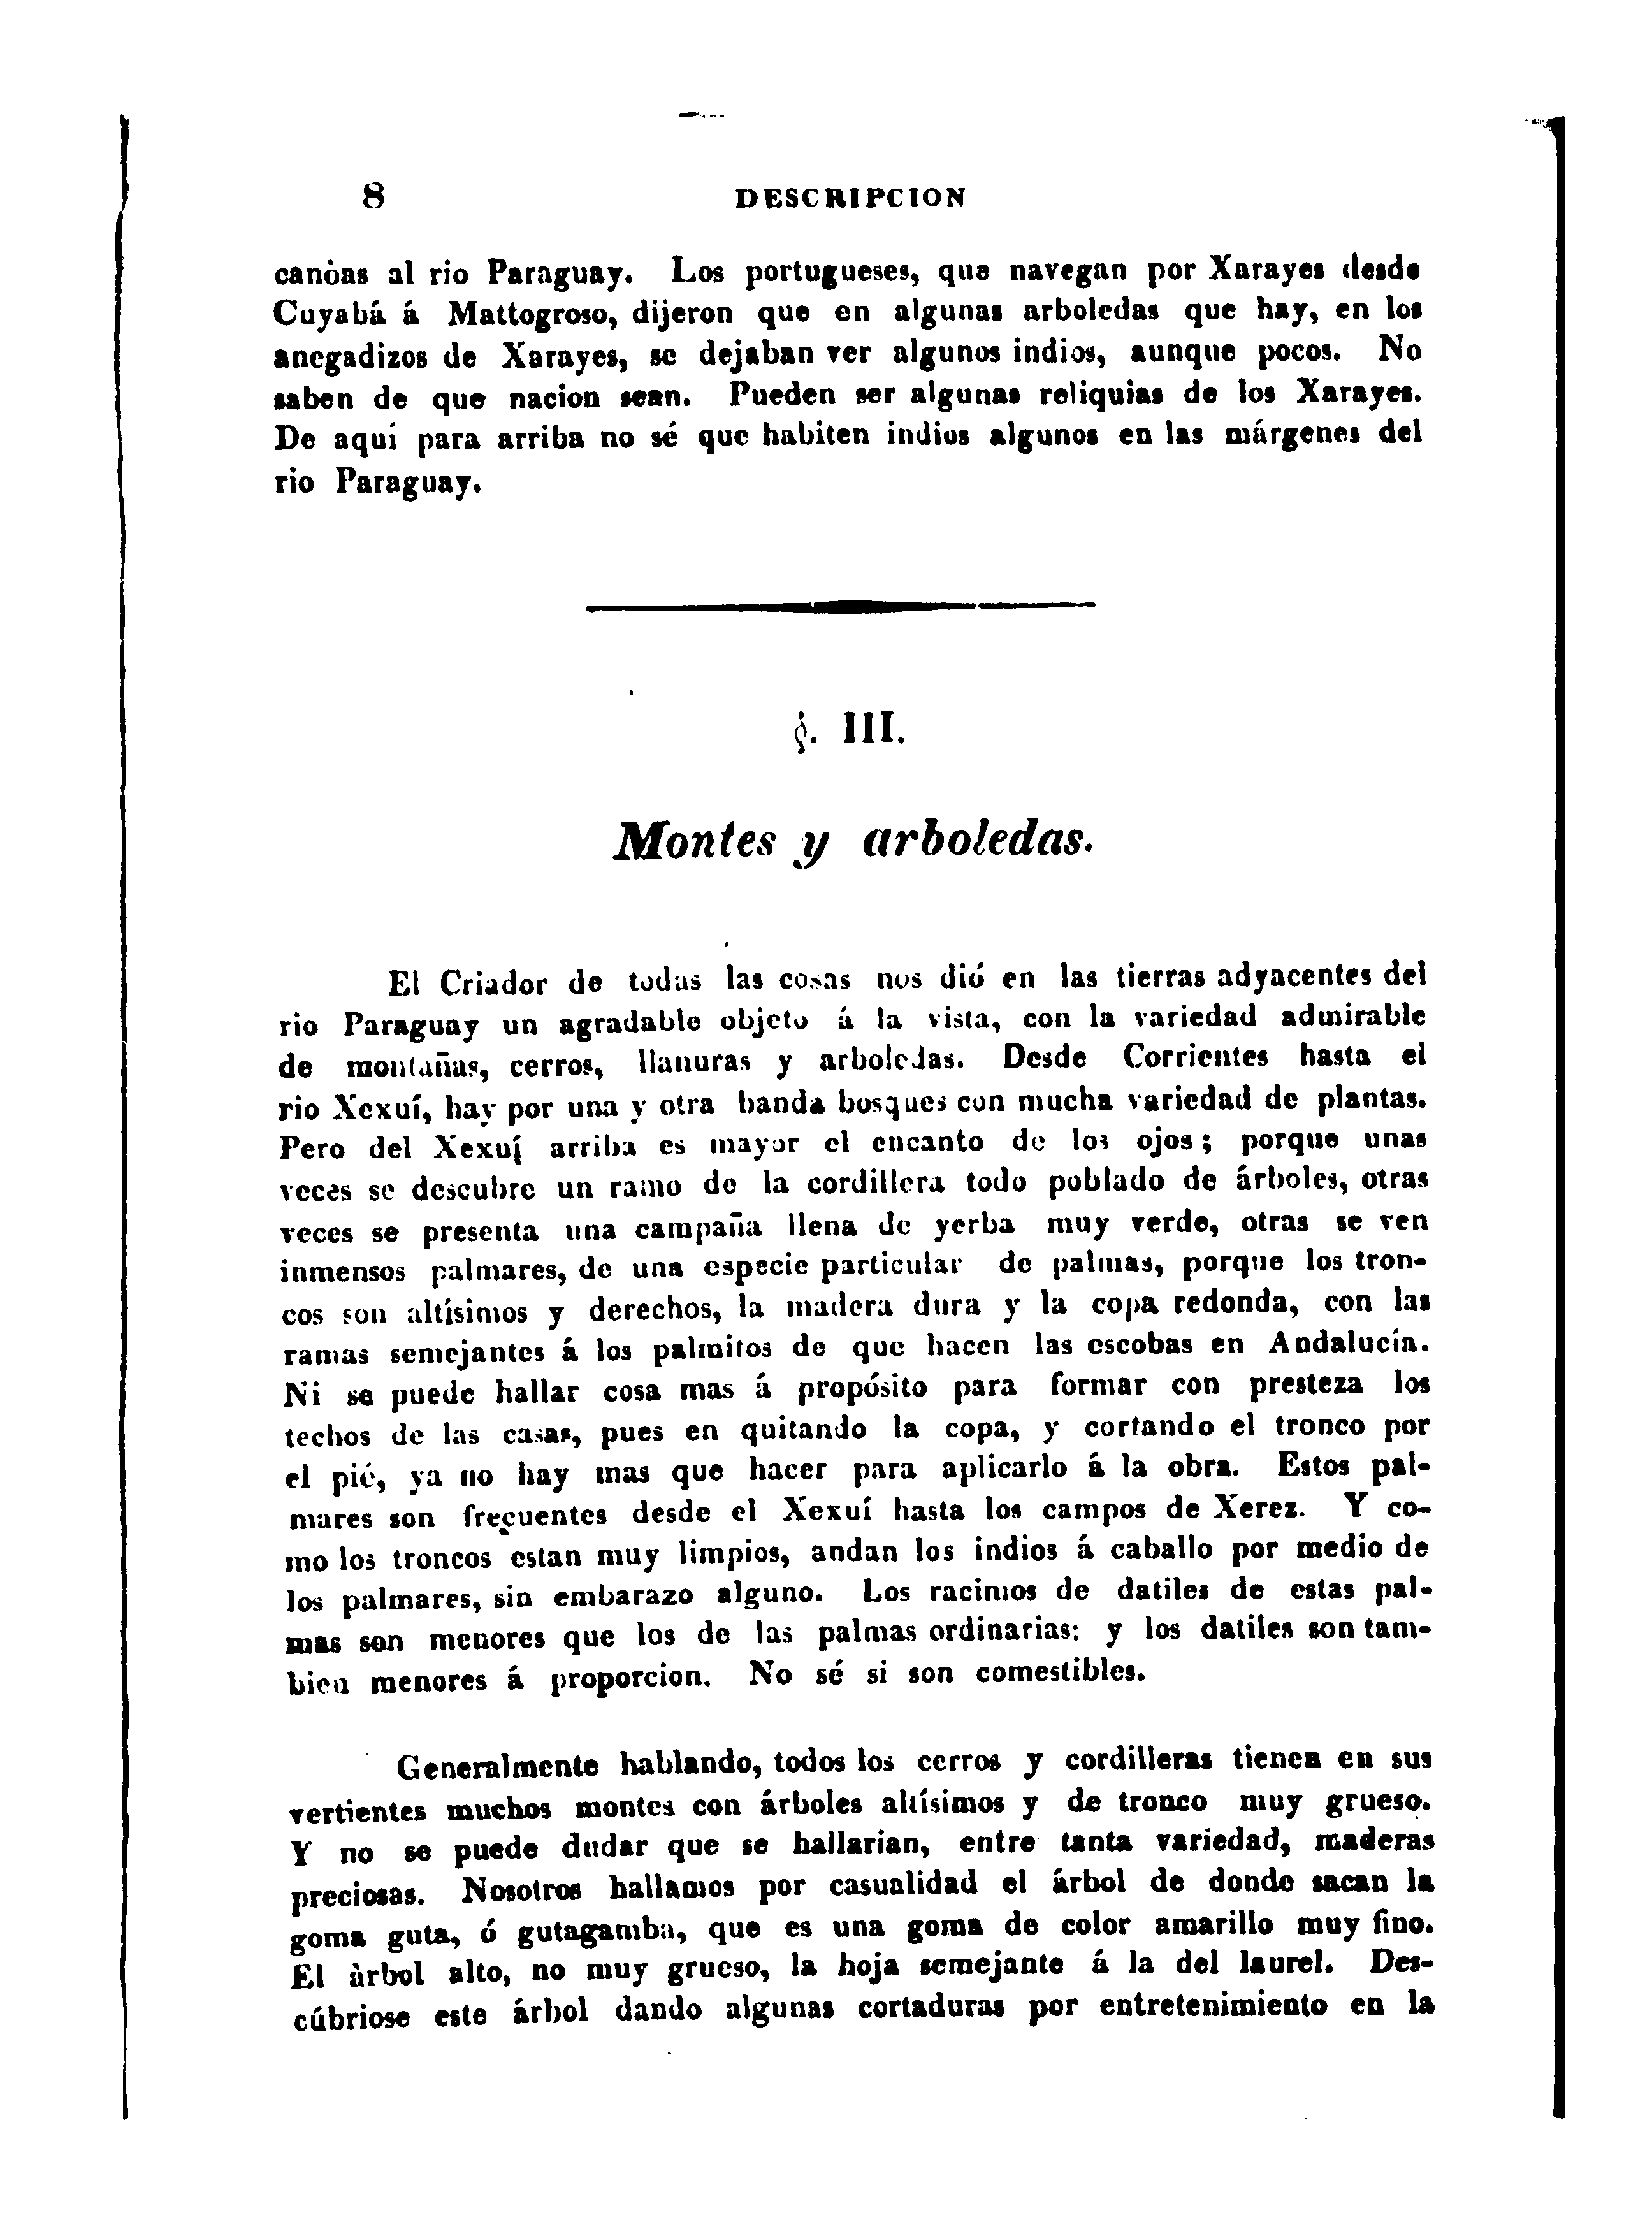 8 DESCRIPCION
canòas al rio Paraguay. Los portugueses, que navegan por Xarayes desde
Cuyabá á Mattogroso, dijeron que en algunas arboledas que hay, en los
anegadizos de Xarayes, se dejaban ver algunos indios, aunque pocos. No
saben de que nacion sean. Pueden ser algunas reliquias de los Xarayes.
De aquí para arriba no sé que habiten indios algunos en las márgenes del
rio Paraguay.
§. III.
Montes y arboledas.
El Criador de todas las cosas nos dió en las tierras adyacentes del
rio Paraguay un agradable objeto á la vista, con la variedad admirable
de montañas, cerros, llanuras y arboledas. Desde Corrientes hasta el
rio Xexuí, hay por una y otra banda bosques con mucha variedad de plantas.
Pero del Xexuí arriba es mayor el encanto de los ojos; porque unas
veces se descubre un ramo de la cordillera todo poblado de árboles, otras
veces se presenta una campaña llena de yerba muy verde, otras se ven
inmensos palmares, de una especie particular de palmas, porque los tron-
cos son altísimos y derechos, la madera dura y la copa redonda, con las
ramas semejantes á los palmitos de que hacen las escobas en Andalucía.
Ni se puede hallar cosa mas á propósito para formar con presteza los
techos de las casas, pues en quitando la copa, y cortando el tronco por
el pié, ya no hay mas que hacer para aplicarlo á la obra. Estos pal-
mares son frecuentes desde el Xexuí hasta los campos de Xerez. Y co-
mo los troncos estan muy limpios, andan los indios á caballo por medio de
los palmares, sin embarazo alguno. Los racimos de datiles de estas pal-
mas son menores que los de las palmas ordinarias: y los datiles son tam-
bien menores á proporcion. No sé si son comestibles.
Generalmente hablando, todos los cerros y cordilleras tienen en sus
vertientes muchos montes con árboles altísimos y de tronco muy grueso.
Y no se puede dudar que se hallarian, entre tanta variedad, maderas
preciosas. Nosotros hallamos por casualidad el árbol de donde sacan la
goma guta, ó gutagamba, que es una goma de color amarillo muy fino.
El àrbol alto, no muy grueso, la hoja semejante á la del laurel. Des-
cúbriose este árbol dando algunas cortaduras por entretenimiento en la